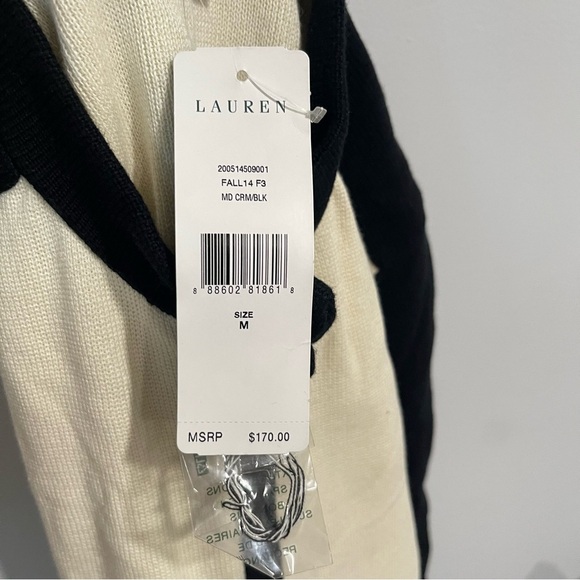 LAUREN
200514509001
FALL14 F3
MD CRM/BLK
8 88602 81861 8
SIZE
M
MSRP $170.00